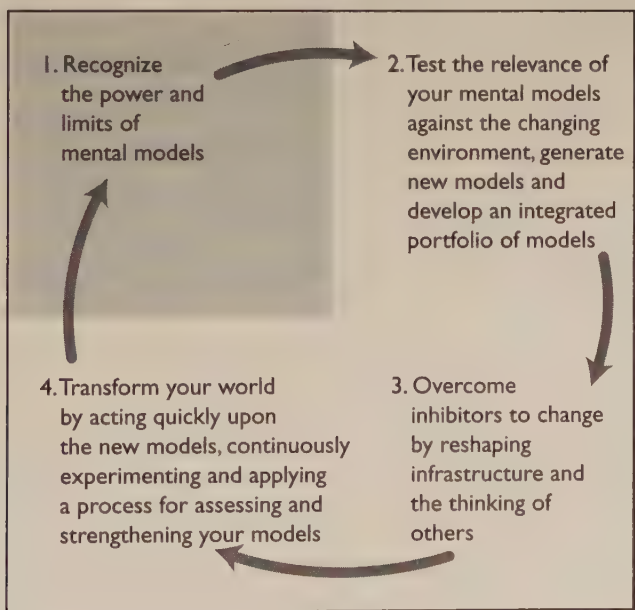 1. Recognize
the power and
limits of
mental models
2. Test the relevance of
your mental models
against the changing
environment, generate
new models and
develop an integrated
portfolio of models
3. Overcome
inhibitors to change
by reshaping
infrastructure and
the thinking of
others
4. Transform your world
by acting quickly upon
the new models, continuously
experimenting and applying
a process for assessing and
strengthening your models